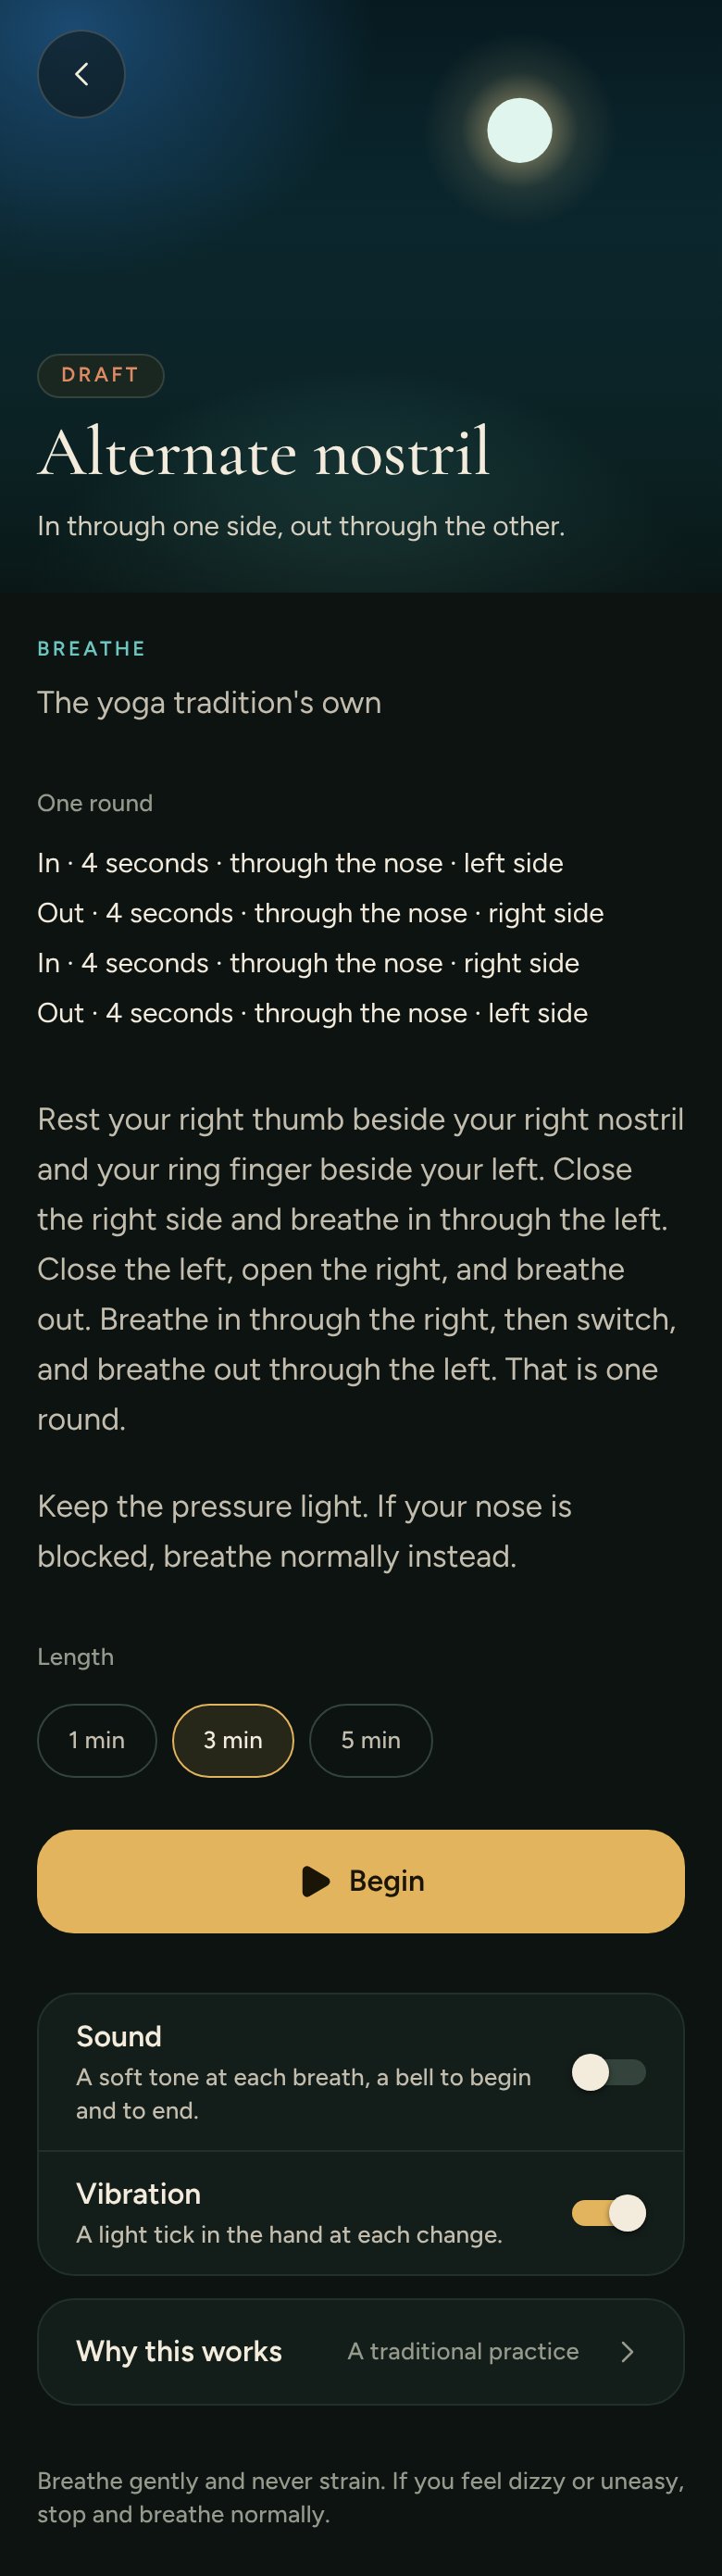 DRAFT
Alternate nostril
In through one side, out through the other.
BREATHE
The yoga tradition's own
One round
In · 4 seconds · through the nose · left side
Out · 4 seconds · through the nose · right side
In · 4 seconds · through the nose · right side
Out · 4 seconds · through the nose · left side
Rest your right thumb beside your right nostril
and your ring finger beside your left. Close
the right side and breathe in through the left.
Close the left, open the right, and breathe
out. Breathe in through the right, then switch,
and breathe out through the left. That is one
round.
Keep the pressure light. If your nose is
blocked, breathe normally instead.
Length
1 min 3 min 5 min
Begin
Sound
A soft tone at each breath, a bell to begin
and to end.
Vibration
A light tick in the hand at each change.
Why this works A traditional practice
Breathe gently and never strain. If you feel dizzy or uneasy,
stop and breathe normally.